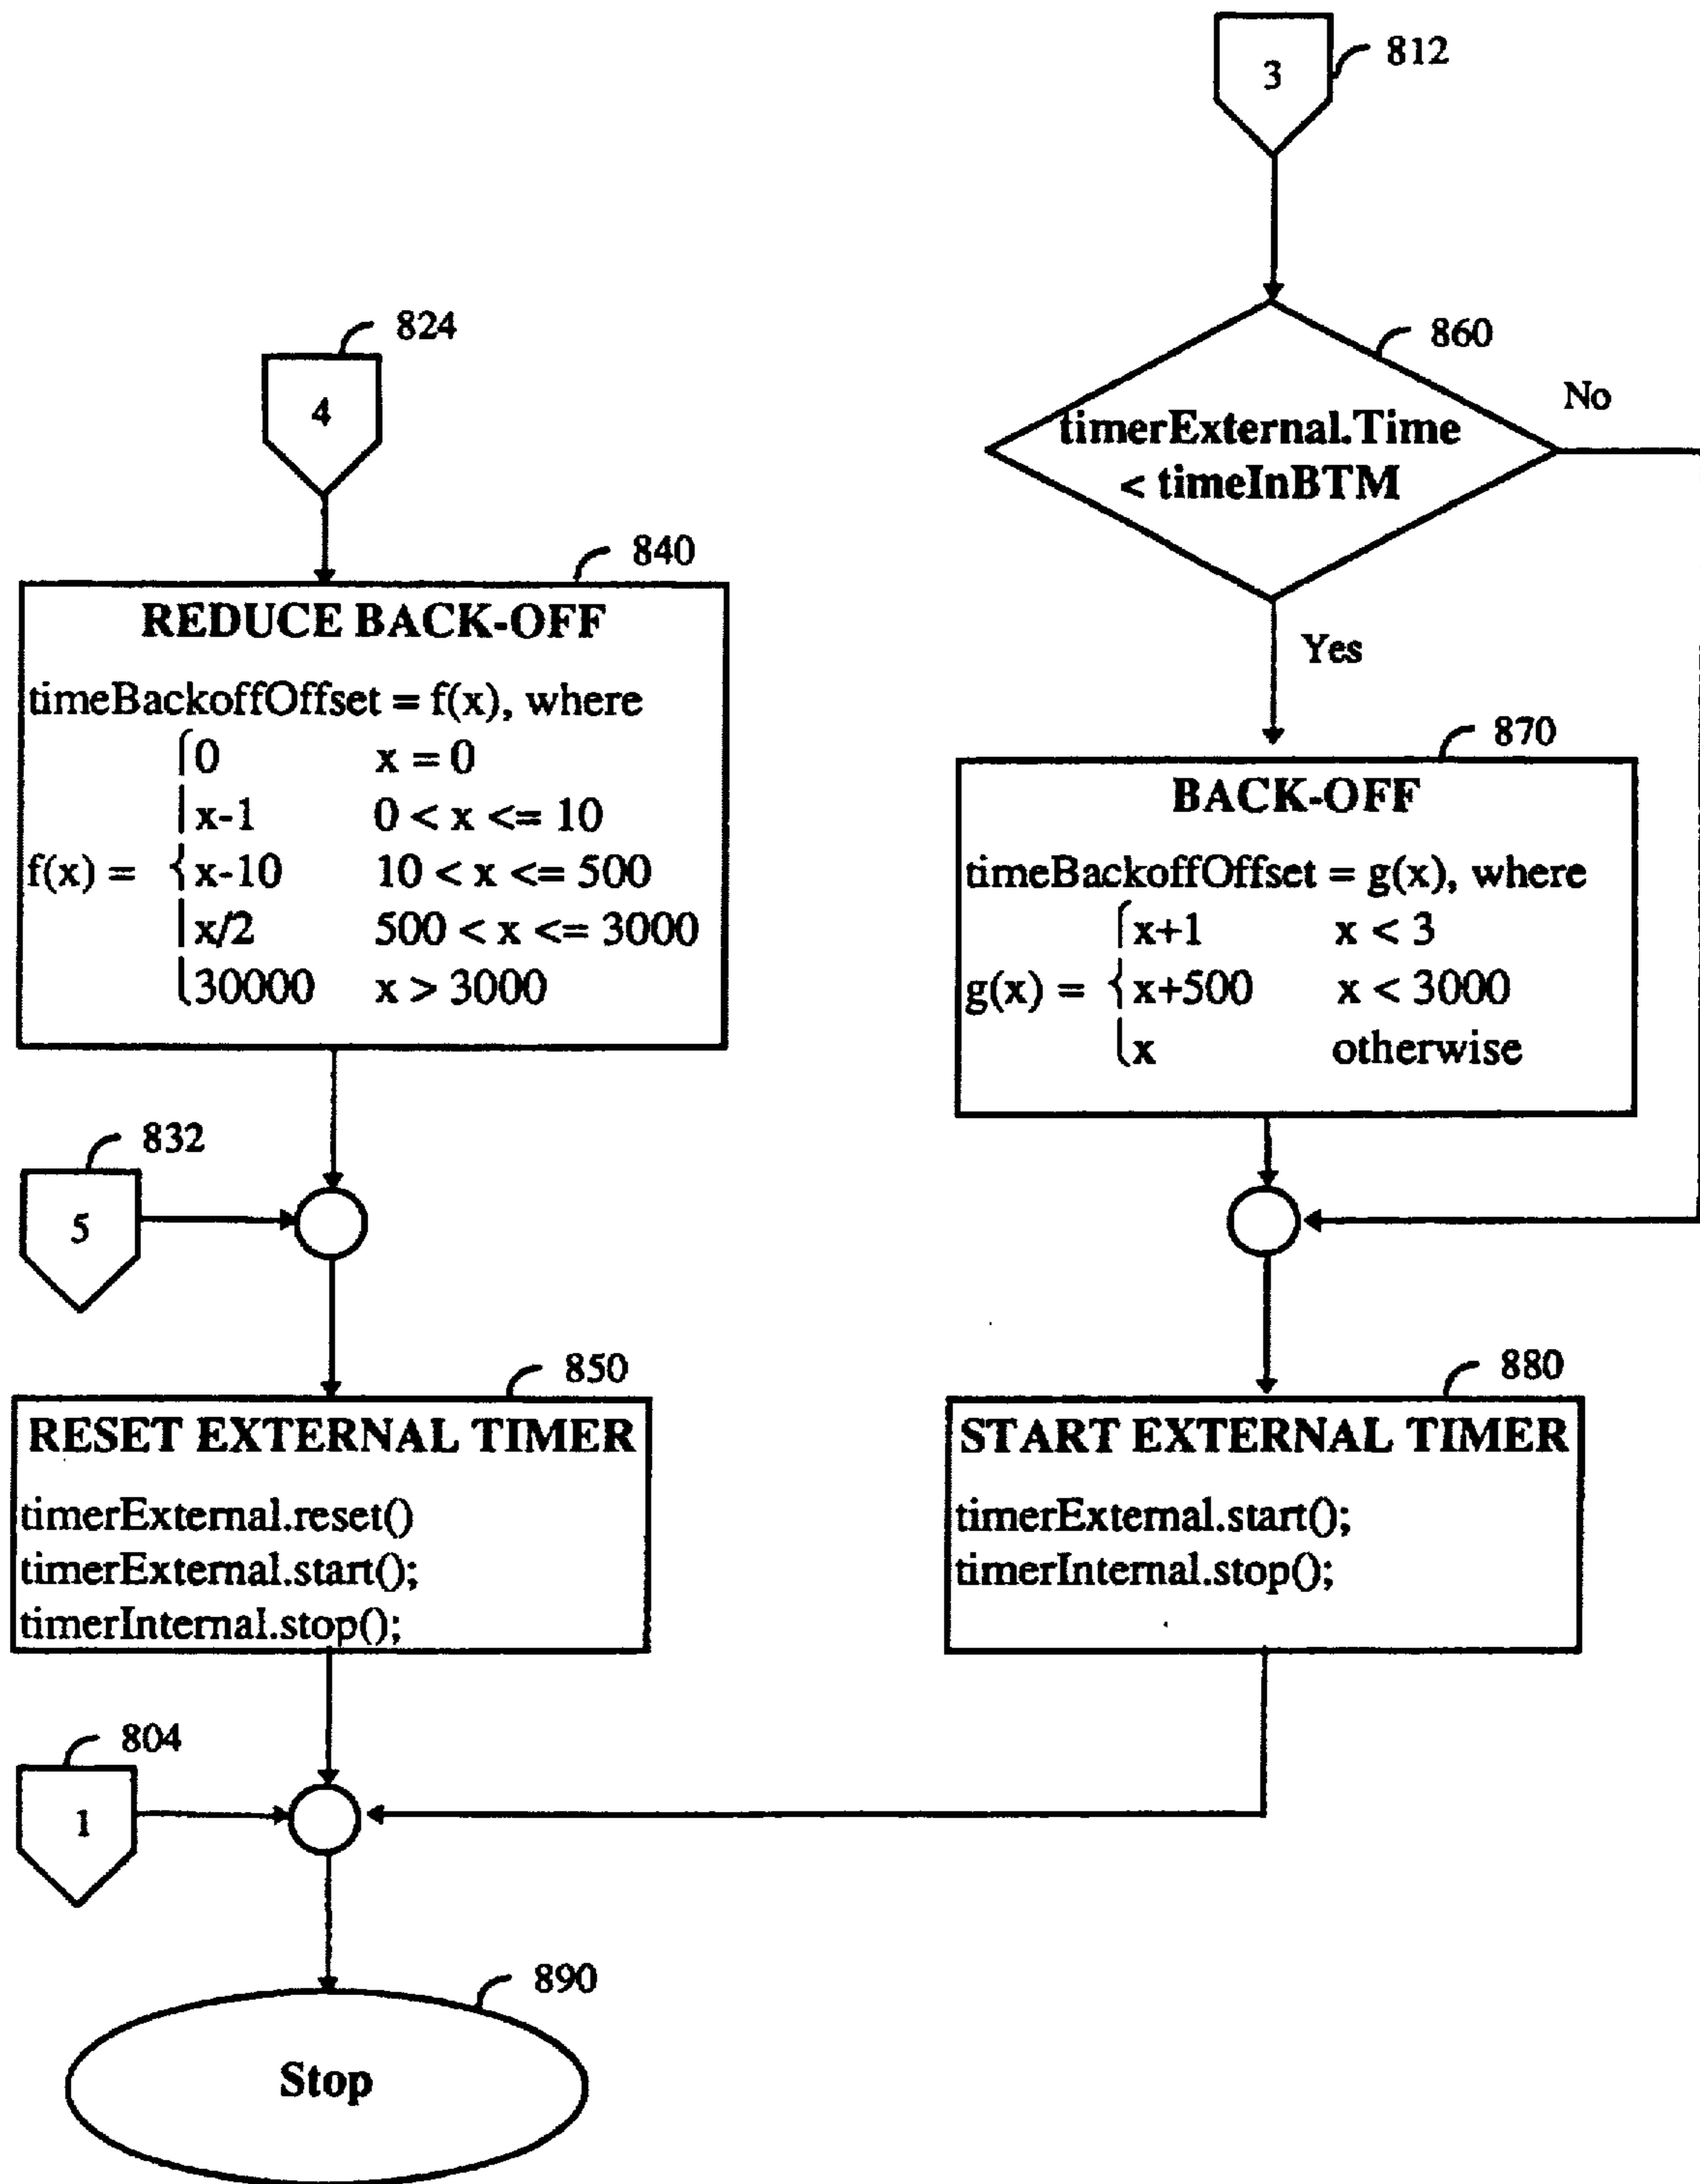 3
812
824
4
860
timerExternal.Time
< timeInBTM
No
Yes
840
REDUCE BACK-OFF
timeBackoffOffset = f(x), where
0 x = 0
x-1 0 < x <= 10
f(x) = x-10 10 < x <= 500
x/2 500 < x <= 3000
30000 x > 3000
870
BACK-OFF
timeBackoffOffset = g(x), where
x+1 x < 3
g(x) = x+500 x < 3000
x otherwise
832
5
850
RESET EXTERNAL TIMER
timerExternal.reset()
timerExternal.start();
timerInternal.stop();
880
START EXTERNAL TIMER
timerExternal.start();
timerInternal.stop();
804
1
890
Stop